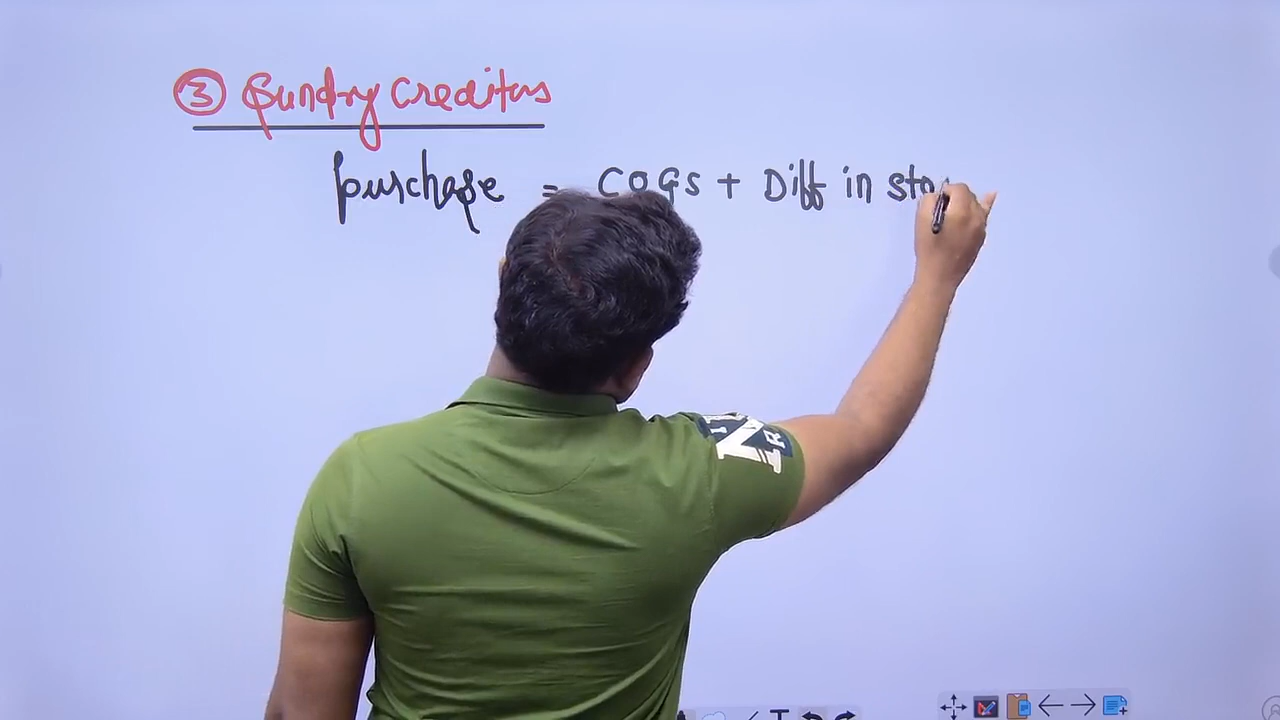 ③ Sundry Creditors
purchase = COGS + Diff in sto